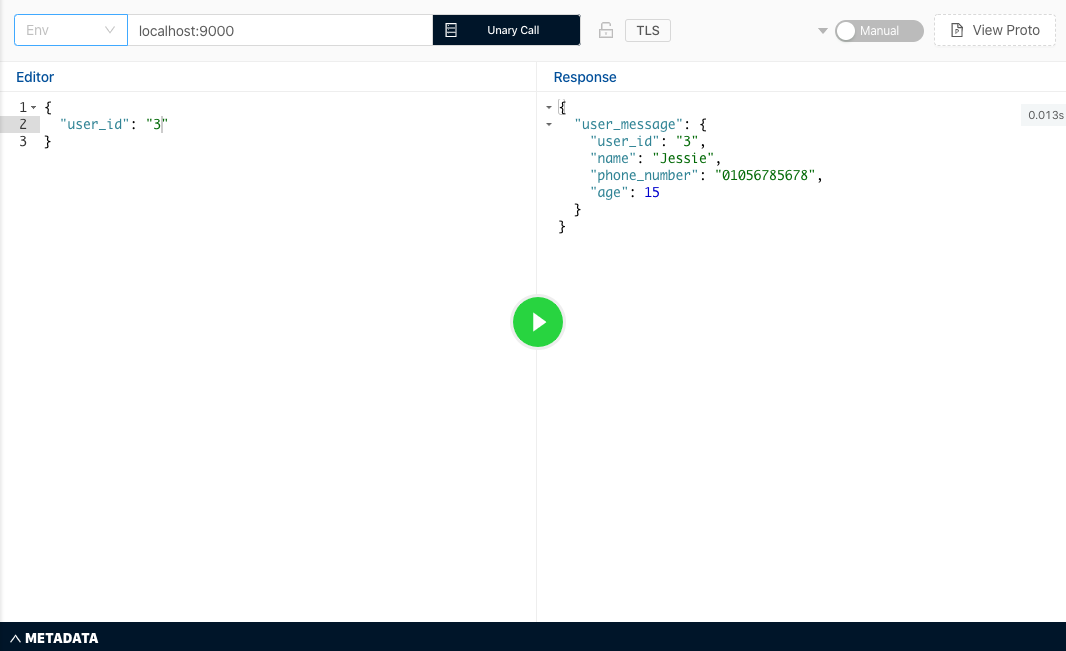 Env localhost:9000 Unary Call TLS Manual View Proto
Editor
Response
1 {
2 "user_id": "3"
3 }
{
"user_message": {
"user_id": "3",
"name": "Jessie",
"phone_number": "01056785678",
"age": 15
}
}
0.013s
METADATA